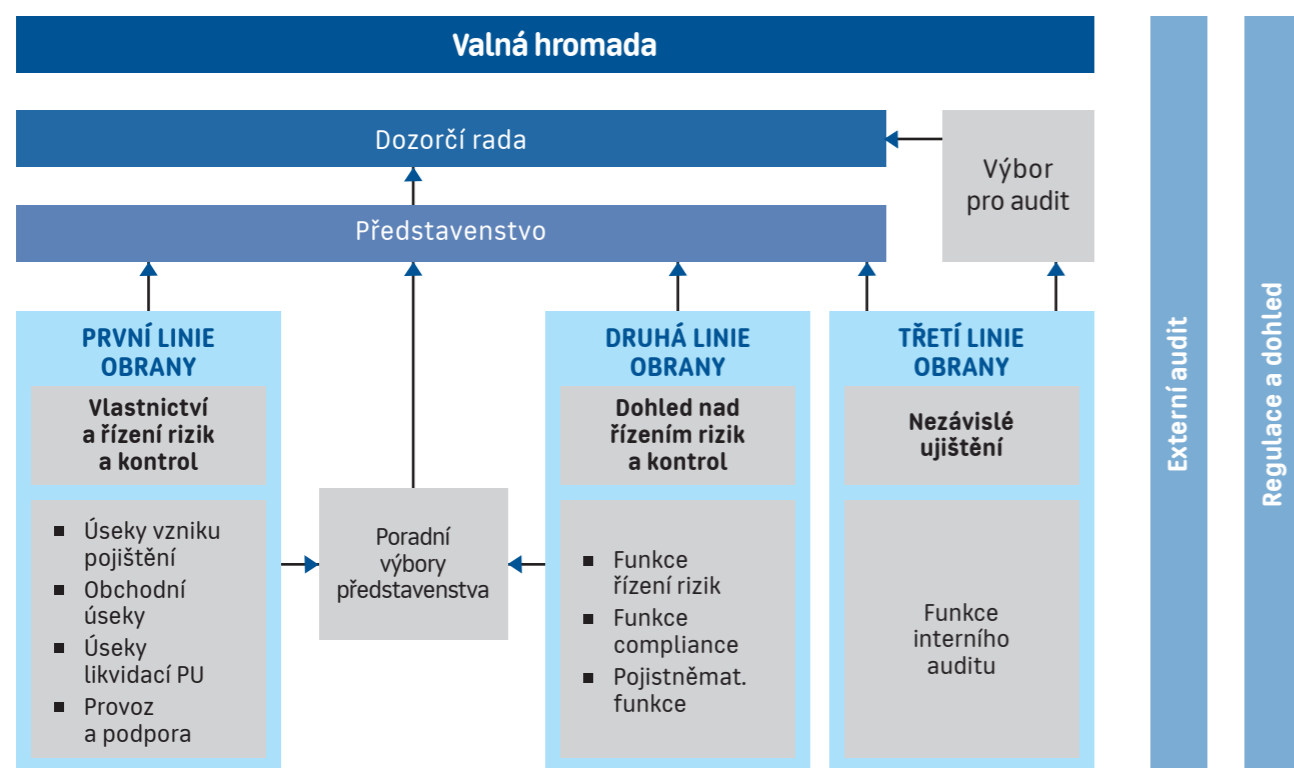 Valná hromada
Dozorčí rada
Výbor
pro audit
Představenstvo
PRVNÍ LINIE
OBRANY
Vlastnictví
a řízení rizik
a kontrol
■ Úseky vzniku
pojištění
■ Obchodní
úseky
■ Úseky
likvidací PU
■ Provoz
a podpora
Poradní
výbory
představenstva
DRUHÁ LINIE
OBRANY
Dohled nad
řízením rizik
a kontrol
■ Funkce
řízení rizik
■ Funkce
compliance
■ Pojistněmat.
funkce
TŘETÍ LINIE
OBRANY
Nezávislé
ujištění
Funkce
interního
auditu
Externí audit
Regulace a dohled